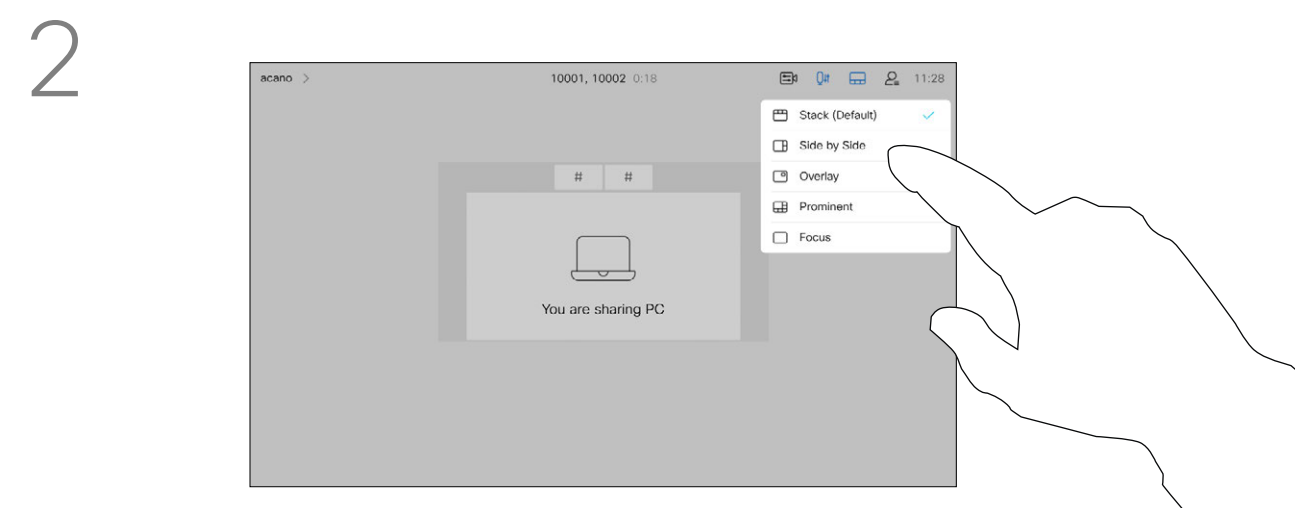 2
acano >
10001, 10002 0:18
11:28
Stack (Default)
Side by Side
Overlay
Prominent
Focus
# #
You are sharing PC